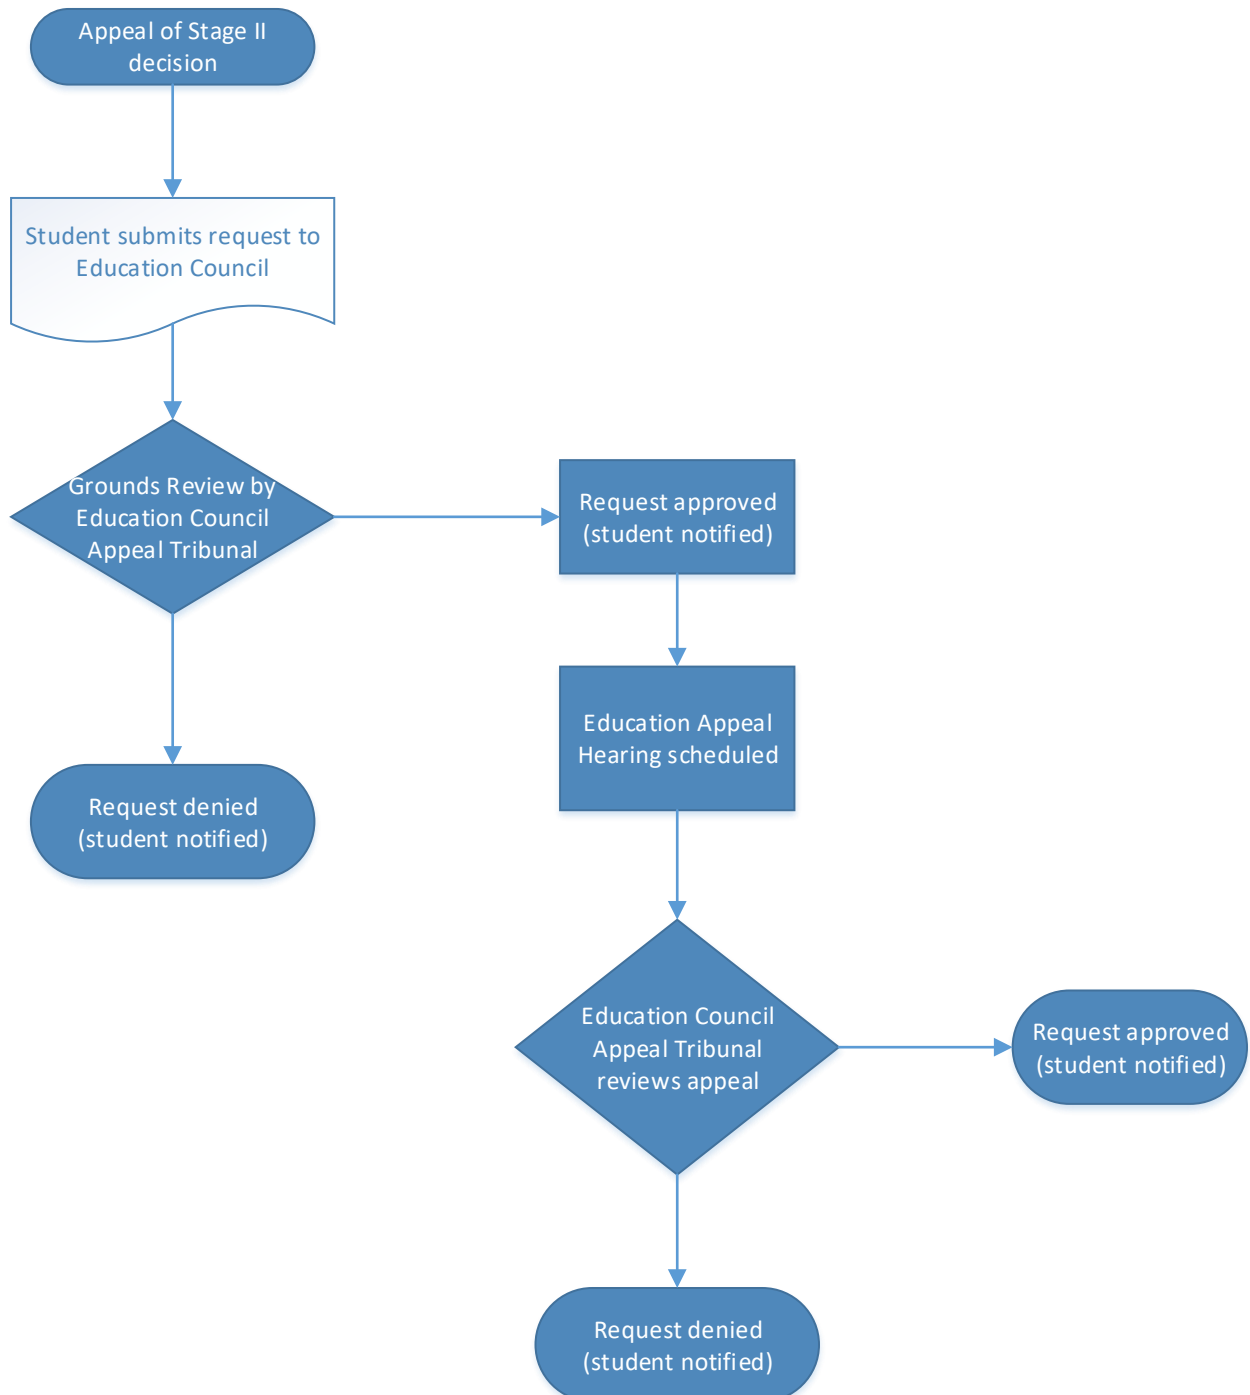 Appeal of Stage II
decision
Student submits request to
Education Council
Grounds Review by
Education Council
Appeal Tribunal
Request approved
(student notified)
Education Appeal
Hearing scheduled
Request denied
(student notified)
Education Council
Appeal Tribunal
reviews appeal
Request approved
(student notified)
Request denied
(student notified)